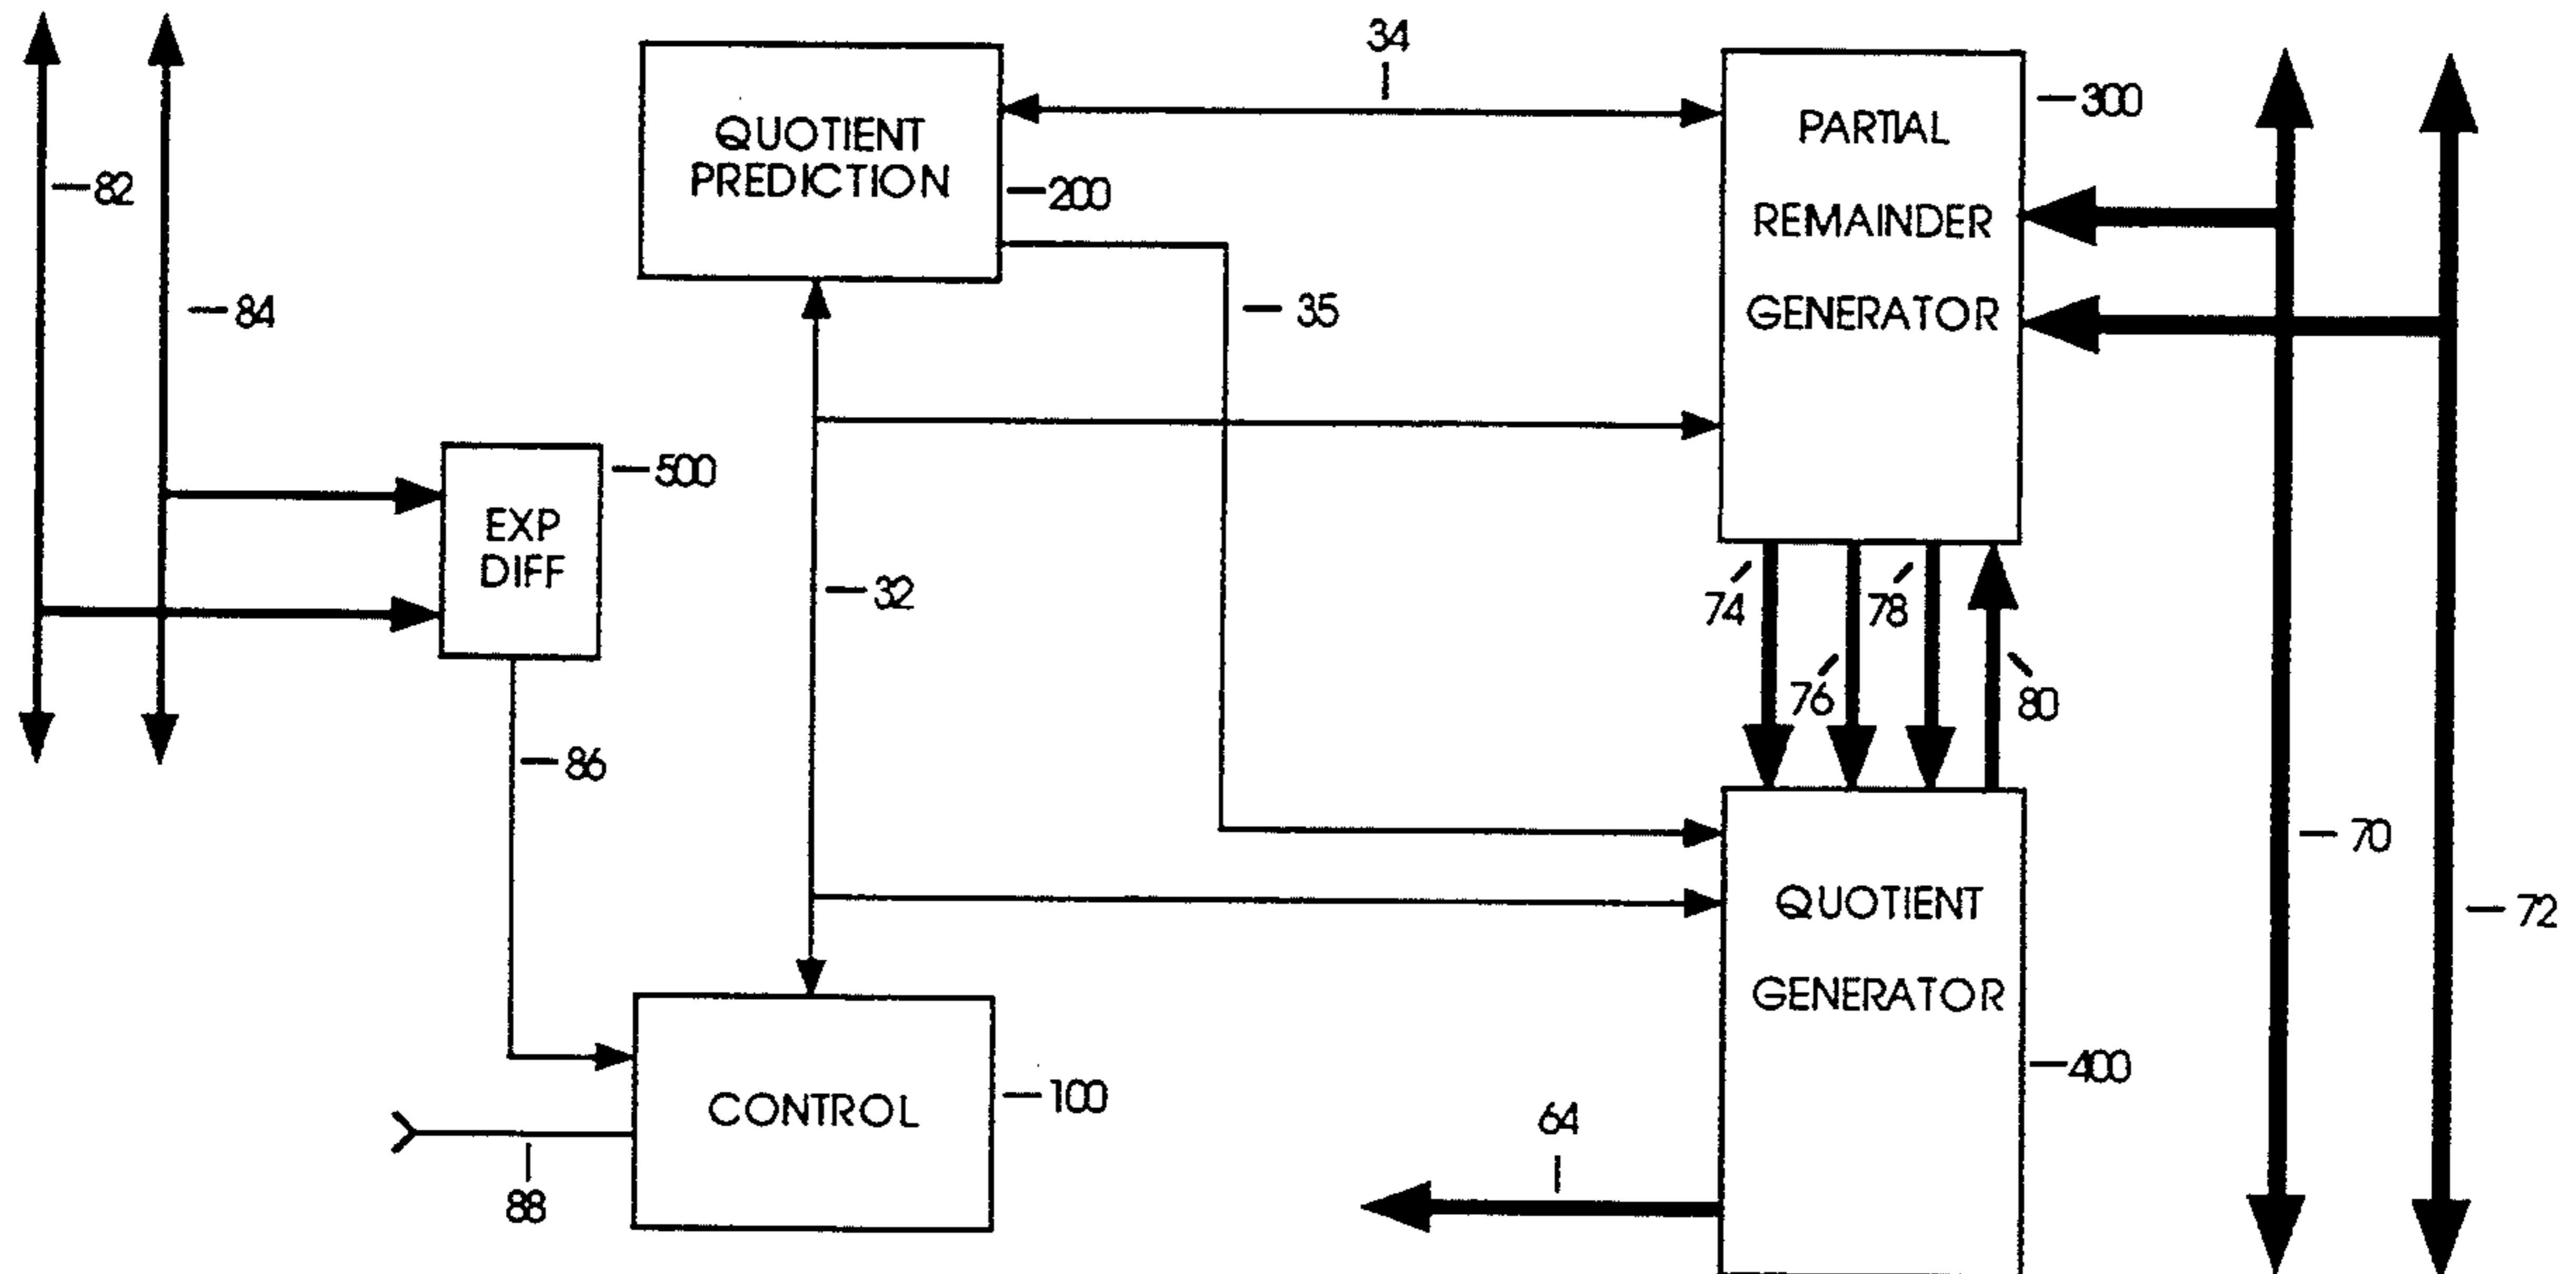 34
QUOTIENT
PREDICTION
200
PARTIAL
REMAINDER
GENERATOR
300
82
84
35
500
EXP
DIFF
32
74
76
78
80
86
70
72
QUOTIENT
GENERATOR
400
CONTROL
100
88
64